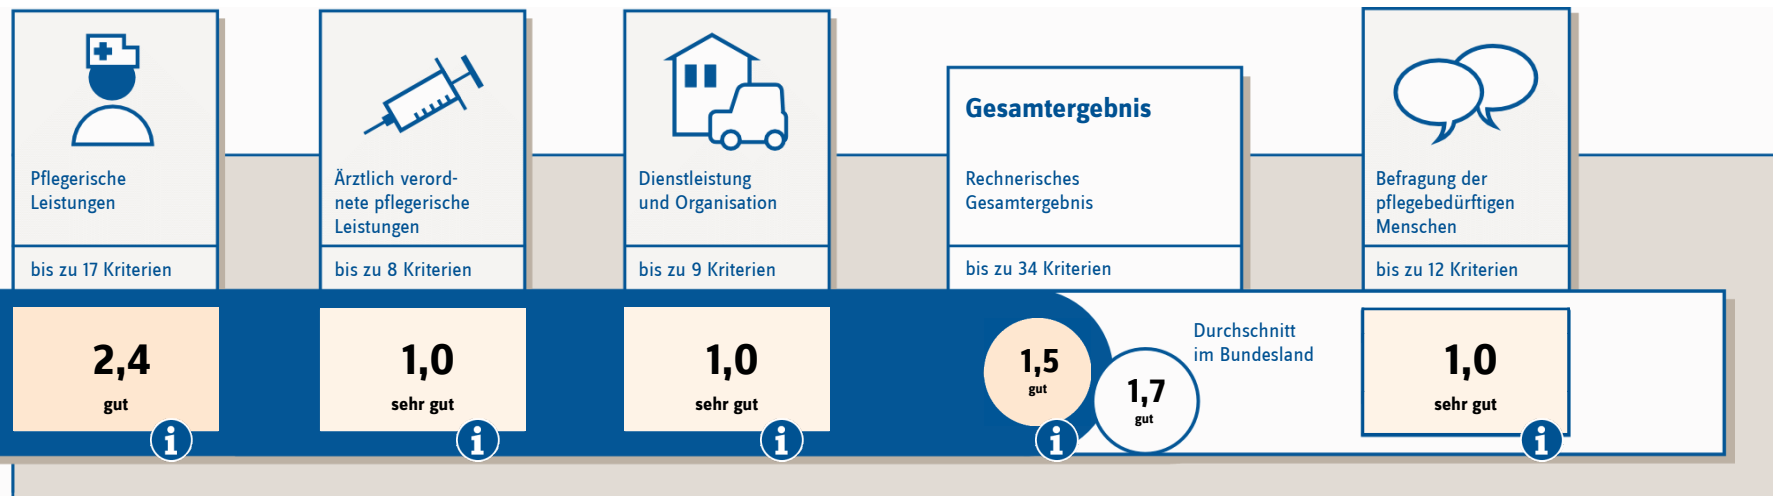 Pflegerische
Leistungen
bis zu 17 Kriterien
2,4
gut
i
Ärztlich verord-
nete pflegerische
Leistungen
bis zu 8 Kriterien
1,0
sehr gut
i
Dienstleistung
und Organisation
bis zu 9 Kriterien
1,0
sehr gut
i
Gesamtergebnis
Rechnerisches
Gesamtergebnis
bis zu 34 Kriterien
1,5
gut
i
1,7
gut
Durchschnitt
im Bundesland
Befragung der
pflegebedürftigen
Menschen
bis zu 12 Kriterien
1,0
sehr gut
i